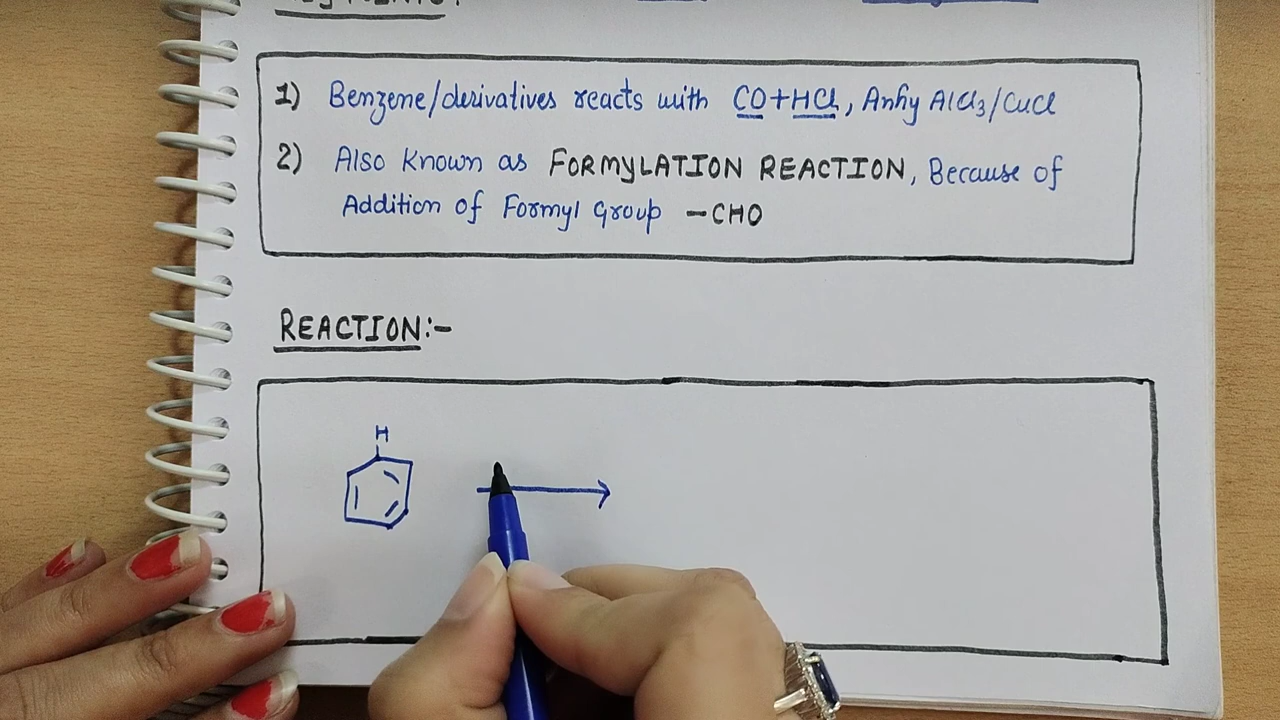 1) Benzene/derivatives reacts with CO+HCl, Anhy AlCl₃/CuCl
2) Also Known as FORMYLATION REACTION, Because of
Addition of Formyl Group -CHO
REACTION:-
H